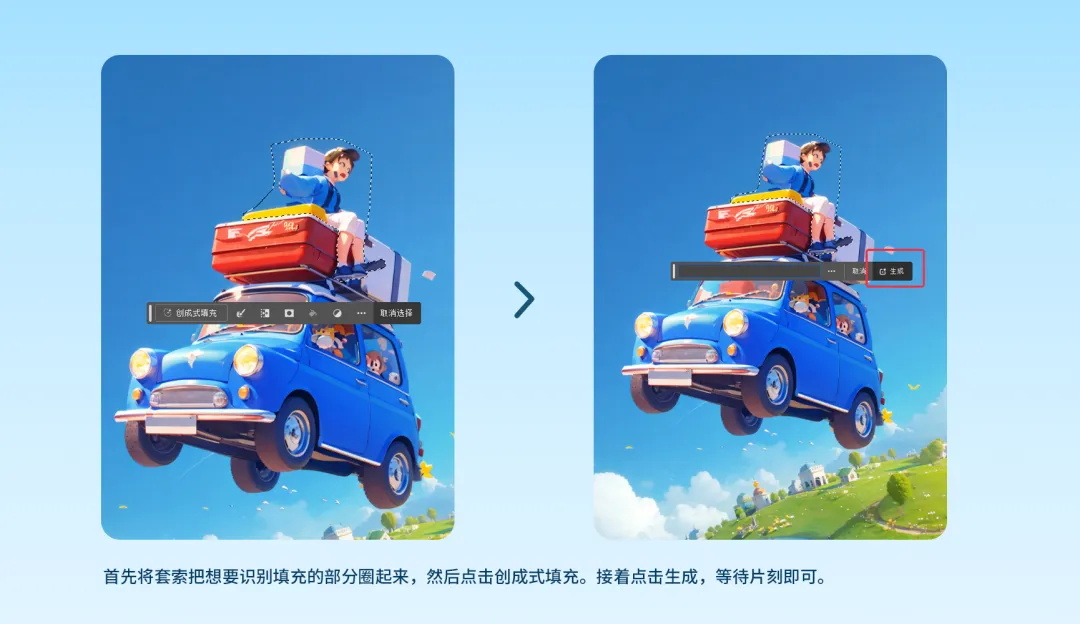 创成式填充
取消选择
取消
生成
首先将套索把想要识别填充的部分圈起来，然后点击创成式填充。接着点击生成，等待片刻即可。